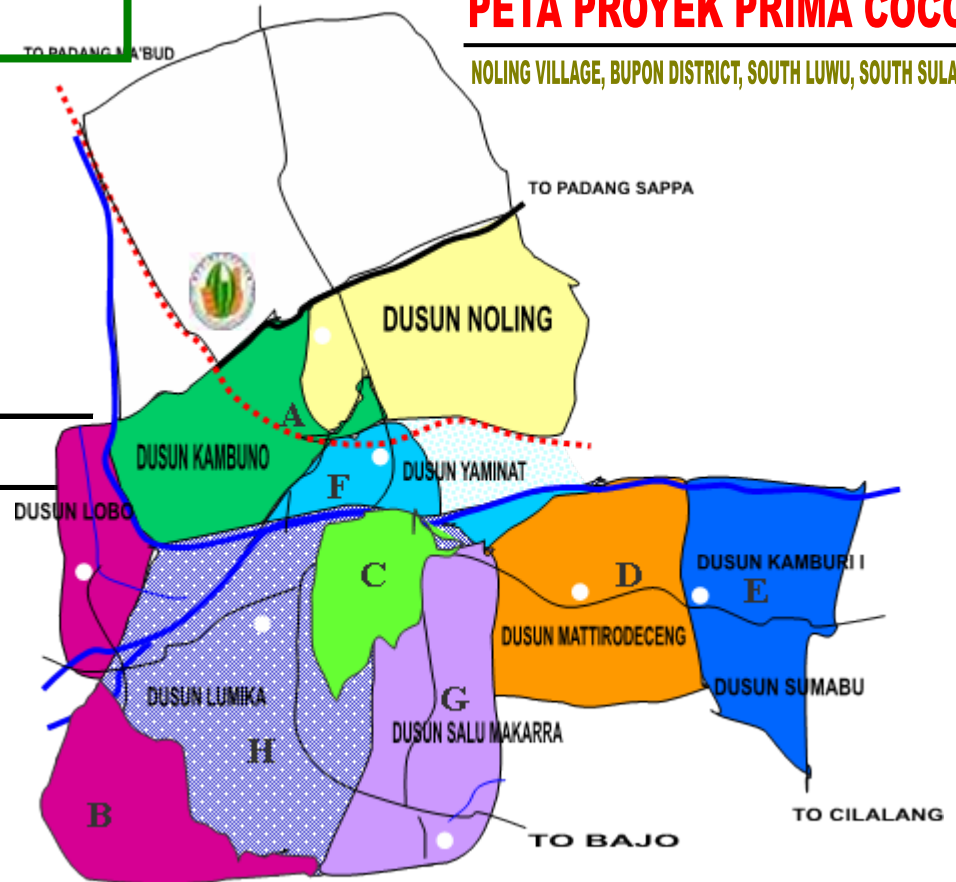 PETA PROYEK PRIMA COCO
TO PADANG MA'BUD
NOLING VILLAGE, BUPON DISTRICT, SOUTH LUWU, SOUTH SULA
TO PADANG SAPPA
DUSUN NOLING
A
DUSUN KAMBUNO
DUSUN YAMINAT
F
DUSUN LOBO
DUSUN KAMBURI I
C
D
E
DUSUN MATTIRODECENG
DUSUN SUMABU
DUSUN LUMIKA
G
DUSUN SALU MAKARRA
H
B
TO CILALANG
TO BAJO